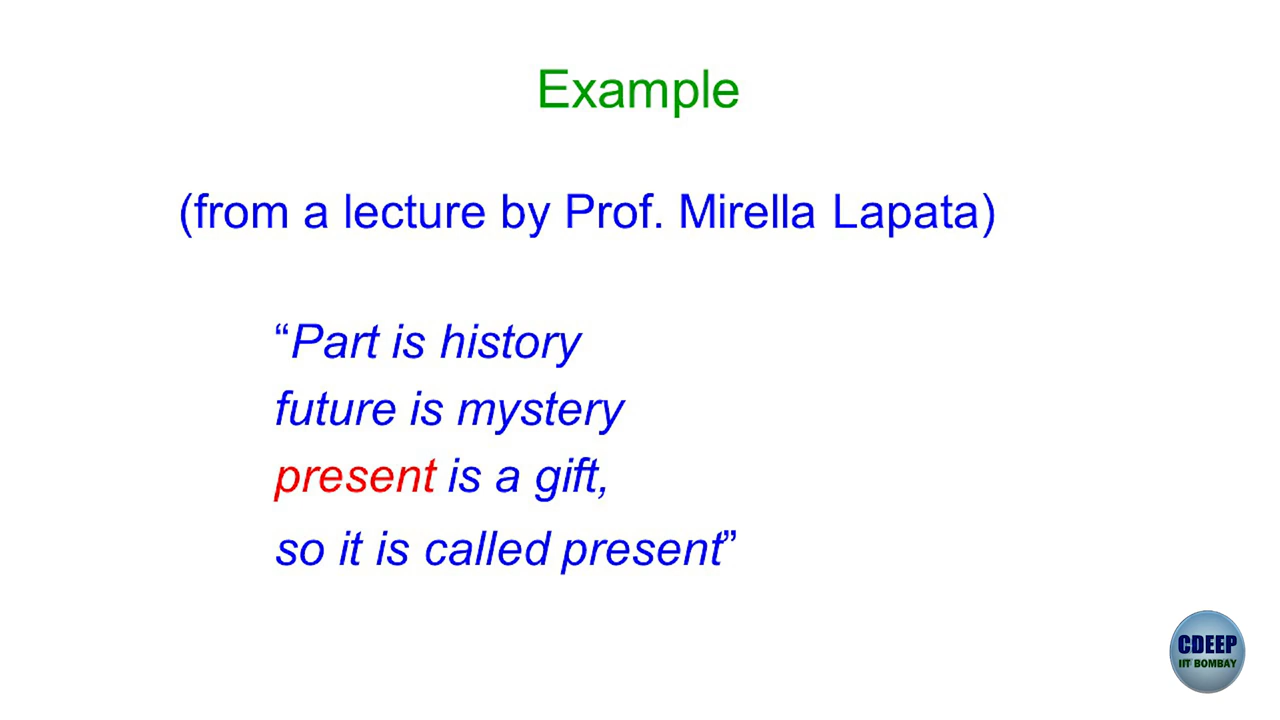 Example
(from a lecture by Prof. Mirella Lapata)
“Part is history
future is mystery
present is a gift,
so it is called present”
CDEEP
IIT BOMBAY